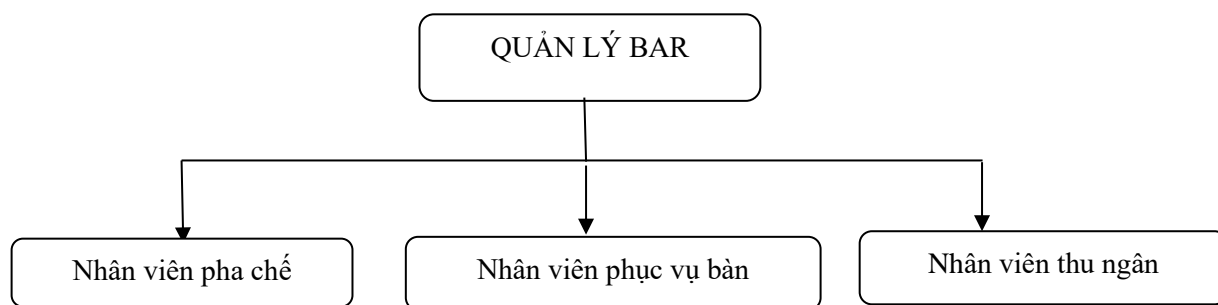 QUẢN LÝ BAR
Nhân viên pha chế
Nhân viên phục vụ bàn
Nhân viên thu ngân